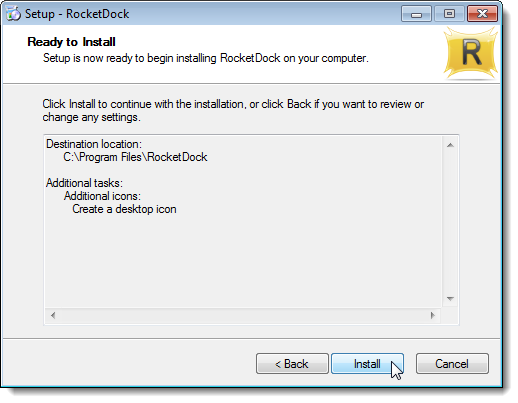 Setup - RocketDock
Ready to Install
Setup is now ready to begin installing RocketDock on your computer.
R
Click Install to continue with the installation, or click Back if you want to review or
change any settings.
Destination location:
C:\Program Files\RocketDock
Additional tasks:
Additional icons:
Create a desktop icon
< Back
Install
Cancel